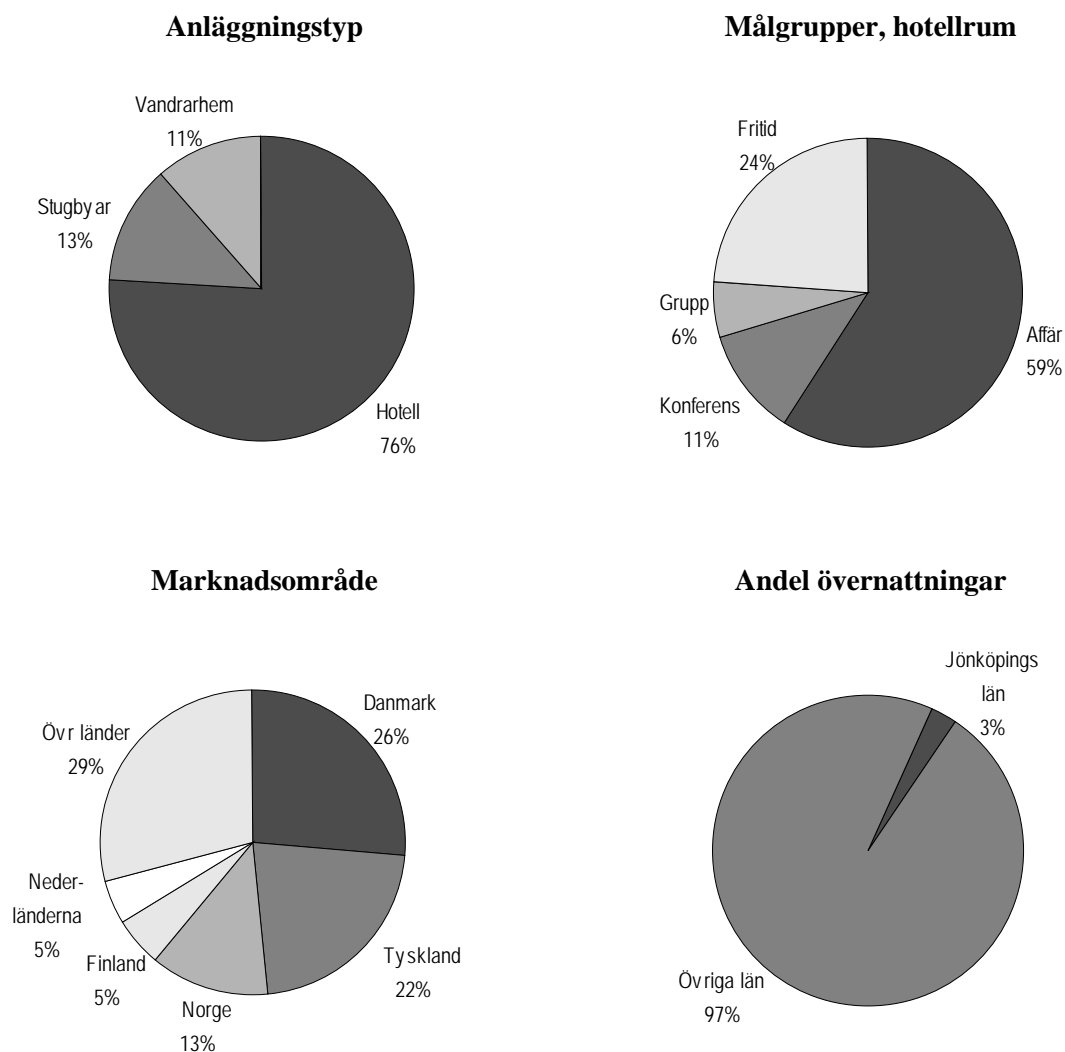 Anläggningstyp
Vandrarhem
11%
Stugbyar
13%
Hotell
76%
Målgrupper, hotellrum
Fritid
24%
Grupp
6%
Konferens
11%
Affär
59%
Marknadsområde
Danmark
26%
Övr länder
29%
Neder-
länderna
5%
Finland
5%
Norge
13%
Tyskland
22%
Andel övernattningar
Jönköpings
län
3%
Övriga län
97%